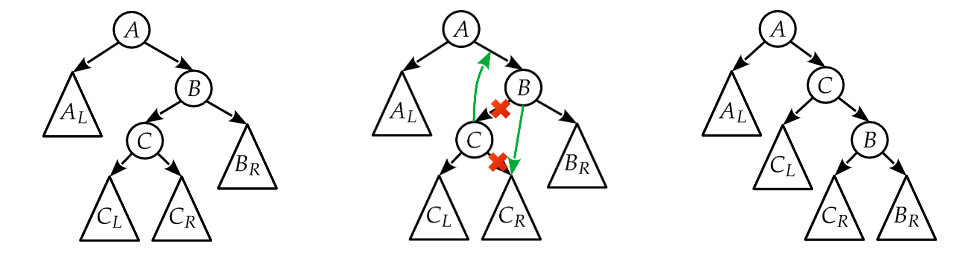 A A A
B B C
A_L A_L A_L
C B_R C B_R C_L B
C_L C_R C_L C_R C_R B_R